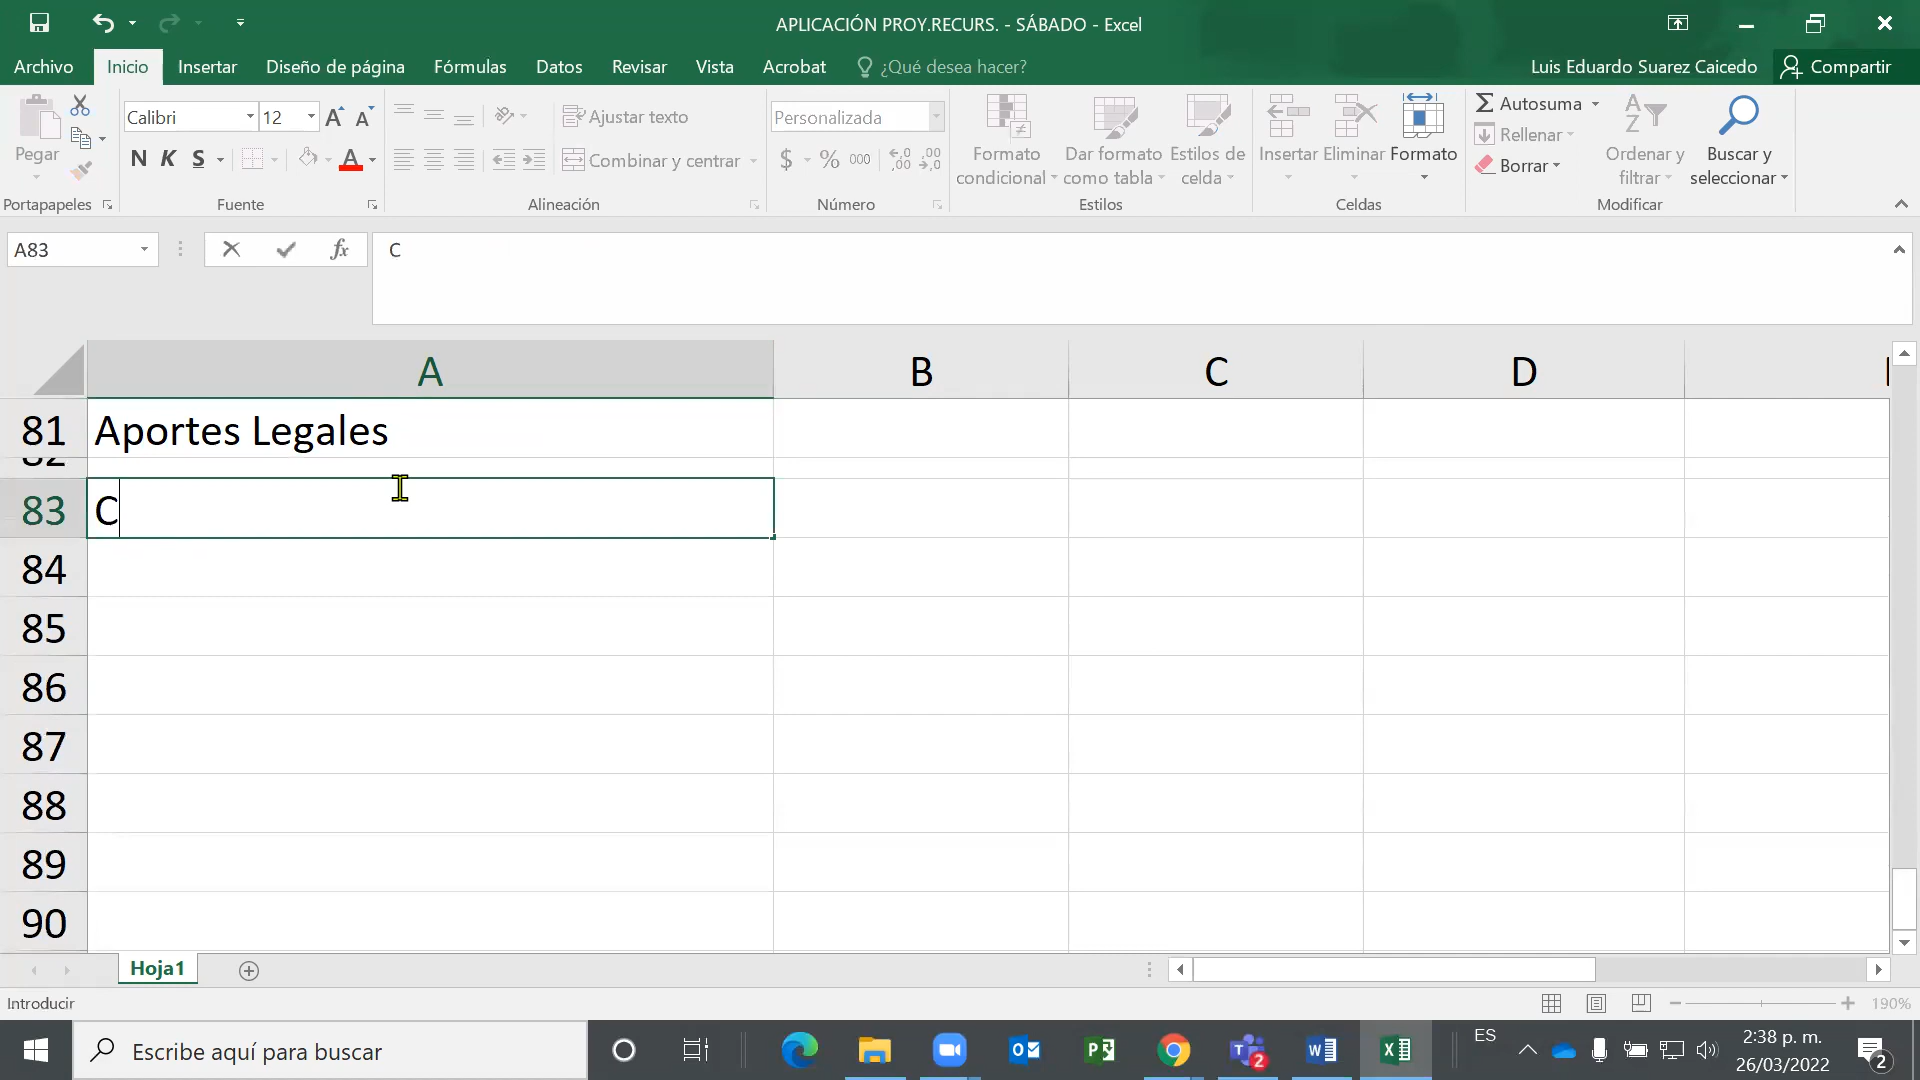 APLICACIÓN PROY.RECURS. - SÁBADO - Excel
Archivo Inicio Insertar Diseño de página Fórmulas Datos Revisar Vista Acrobat ¿Qué desea hacer? Luis Eduardo Suarez Caicedo Compartir
Pegar
Portapapeles
Calibri 12
N K S
Fuente
Ajustar texto
Combinar y centrar
Alineación
Personalizada
$ % 000
Número
Formato condicional
Dar formato como tabla
Estilos de celda
Estilos
Insertar Eliminar Formato
Celdas
Autosuma
Rellenar
Borrar
Ordenar y filtrar
Buscar y seleccionar
Modificar
A83 fx C
A B C D
81 Aportes Legales
82
83 C
84
85
86
87
88
89
90
Hoja1
Introducir 190%
Escribe aquí para buscar
ES
2:38 p. m.
26/03/2022
2
2